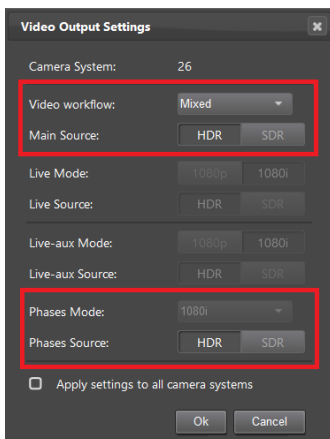 Video Output Settings
Camera System: 26
Video workflow: Mixed
Main Source: HDR SDR
Live Mode: 1080p 1080i
Live Source: HDR SDR
Live-aux Mode: 1080p 1080i
Live-aux Source: HDR SDR
Phases Mode: 1080i
Phases Source: HDR SDR
Apply settings to all camera systems
Ok Cancel